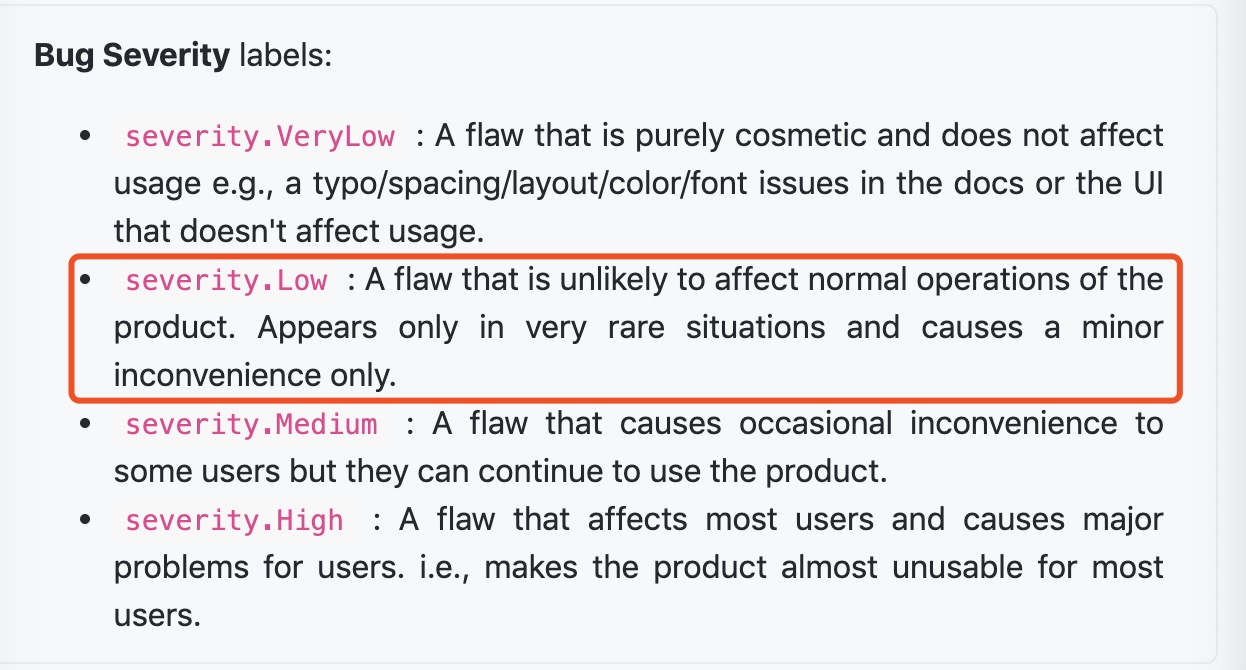 Bug Severity labels:
• severity.VeryLow : A flaw that is purely cosmetic and does not affect
usage e.g., a typo/spacing/layout/color/font issues in the docs or the UI
that doesn't affect usage.
• severity.Low : A flaw that is unlikely to affect normal operations of the
product. Appears only in very rare situations and causes a minor
inconvenience only.
• severity.Medium : A flaw that causes occasional inconvenience to
some users but they can continue to use the product.
• severity.High : A flaw that affects most users and causes major
problems for users. i.e., makes the product almost unusable for most
users.